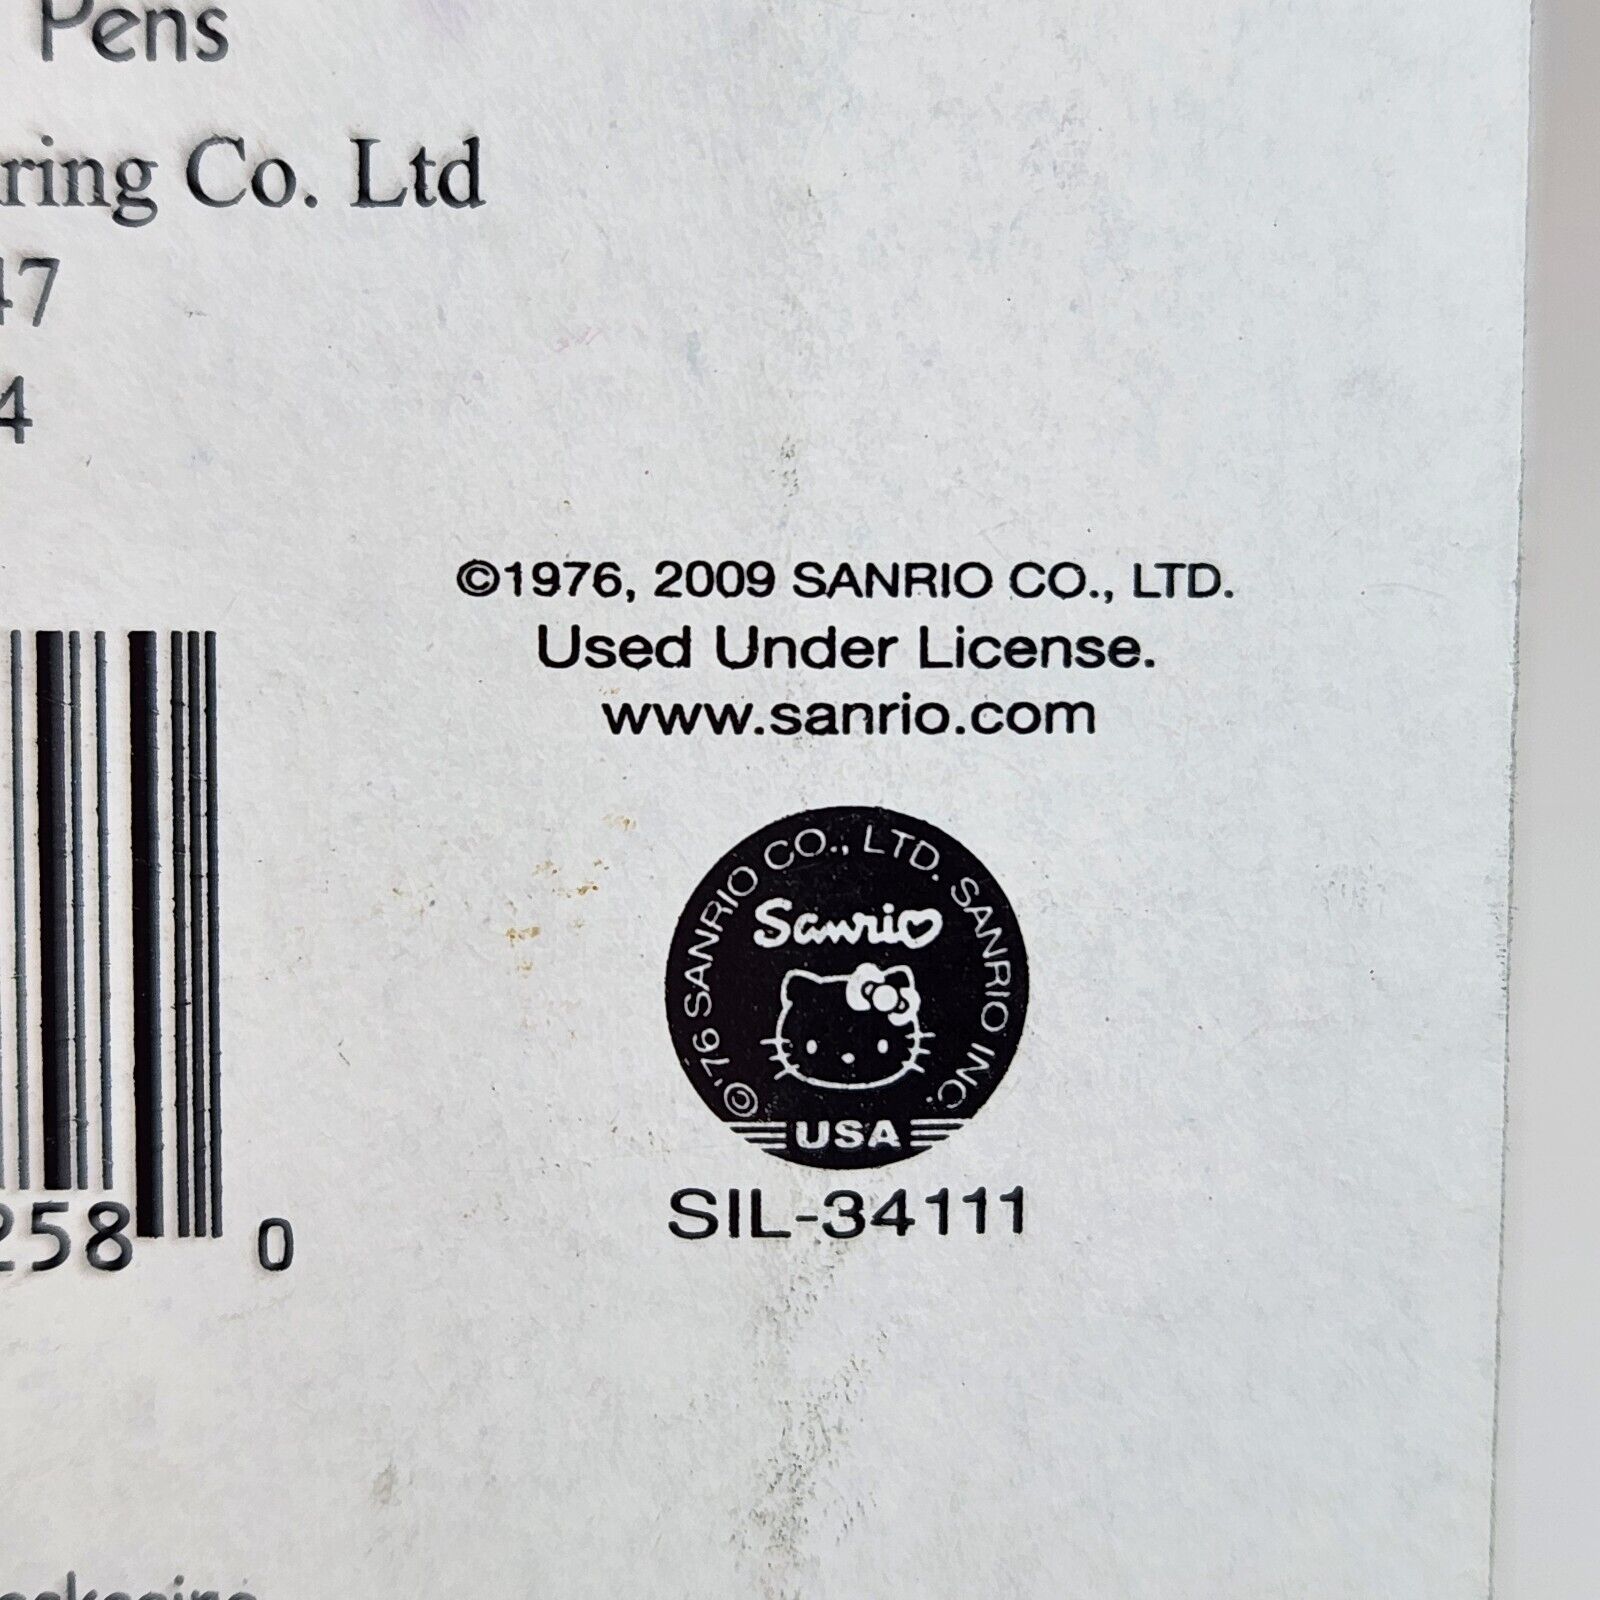 Pens
Co. Ltd
47
4
©1976, 2009 SANRIO CO., LTD.
Used Under License.
www.sanrio.com
©'76 SANRIO CO., LTD. SANRIO INC.
Sanrio
USA
SIL-34111
258 0